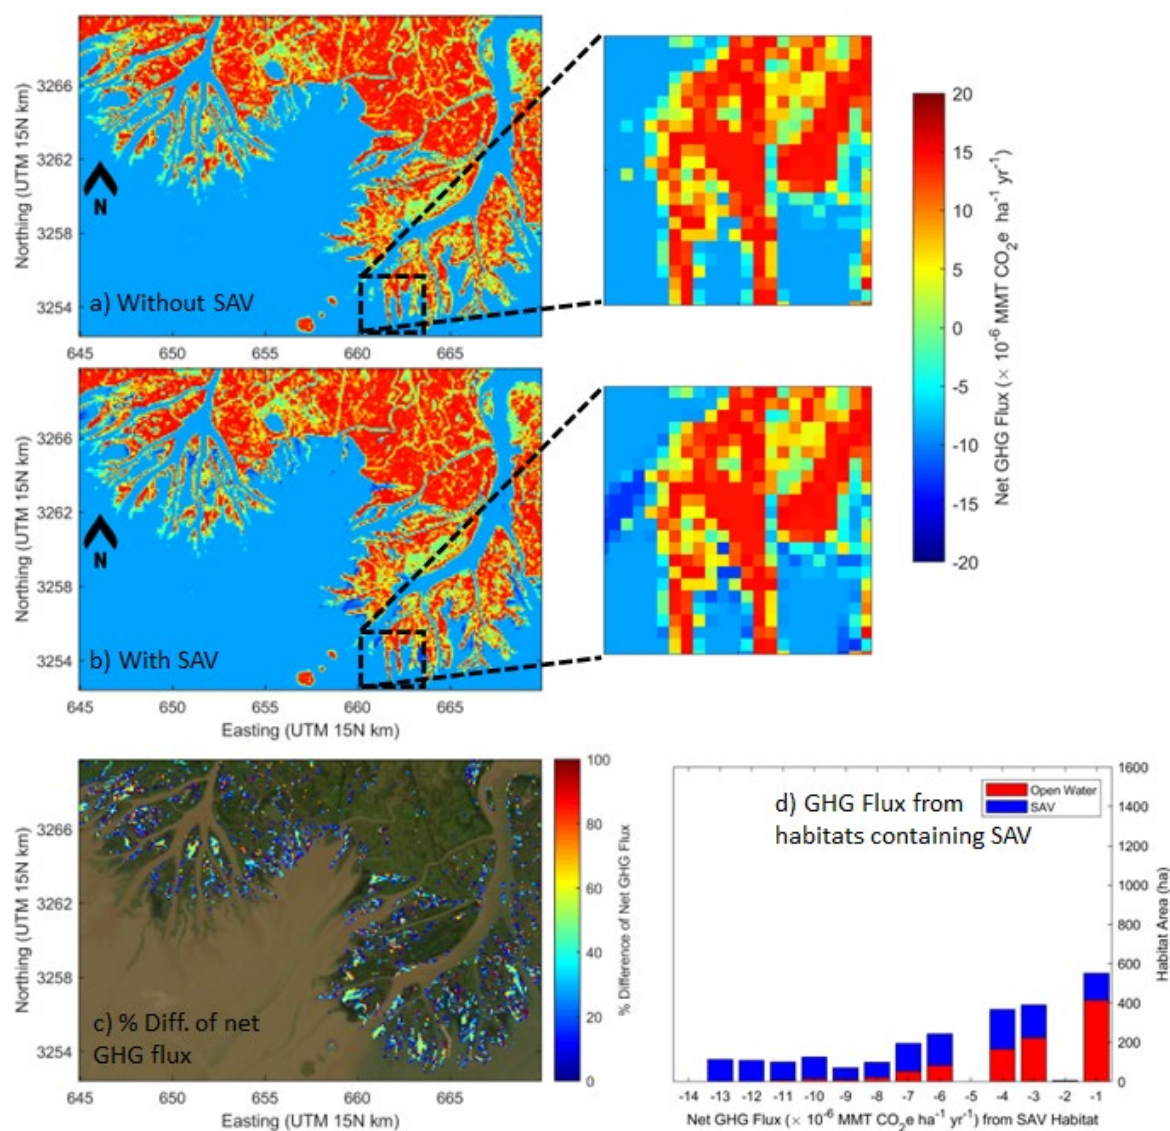 3266
3262
3258
3254
Northing (UTM 15N km)
N
a) Without SAV
645 650 655 660 665
20
15
10
5
0
-5
-10
-15
-20
Net GHG Flux (× 10-6 MMT CO2e ha-1 yr-1)
3266
3262
3258
3254
Northing (UTM 15N km)
N
b) With SAV
645 650 655 660 665
Easting (UTM 15N km)
3266
3262
3258
3254
Northing (UTM 15N km)
c) % Diff. of net
GHG flux
645 650 655 660 665
100
80
60
40
20
0
% Difference of Net GHG Flux
d) GHG Flux from
habitats containing SAV
Open Water
SAV
1600
1400
1200
1000
800
600
400
200
0
Habitat Area (ha)
-14 -13 -12 -11 -10 -9 -8 -7 -6 -5 -4 -3 -2 -1
Net GHG Flux (× 10-6 MMT CO2e ha-1 yr-1) from SAV Habitat